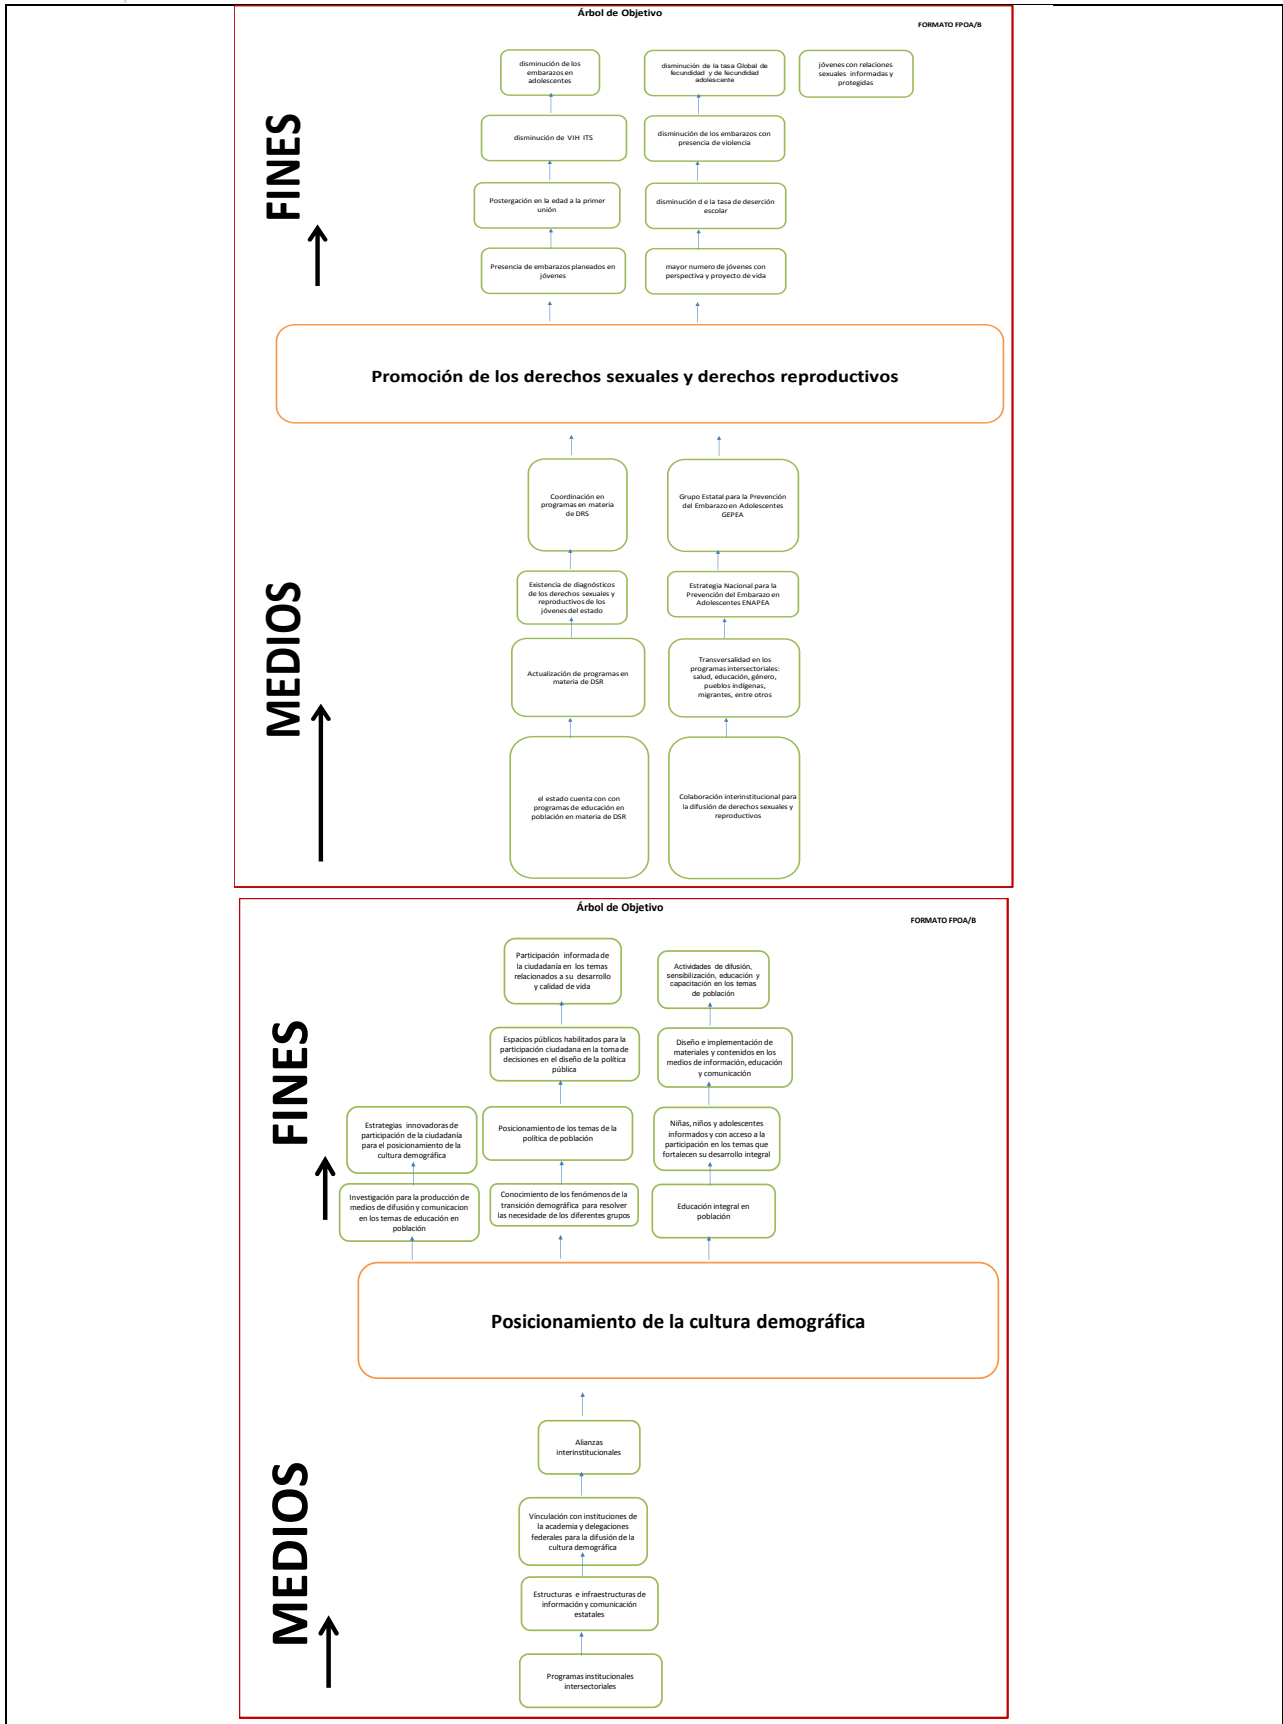 Árbol de Objetivo
FORMATO FPOA/B
FINES
disminución de los
embarazos en
adolescentes
disminución de la tasa Global de
fecundidad y de fecundidad
adolescente
jóvenes con relaciones
sexuales informadas y
protegidas
disminución de VIH ITS
disminución de los embarazos con
presencia de violencia
Postergación en la edad a la primer
unión
disminución d e la tasa de deserción
escolar
Presencia de embarazos planeados en
jóvenes
mayor numero de jóvenes con
perspectiva y proyecto de vida
Promoción de los derechos sexuales y derechos reproductivos
MEDIOS
Coordinación en
programas en materia
de DRS
Grupo Estatal para la Prevención
del Embarazo en Adolescentes
GEPEA
Existencia de diagnósticos
de los derechos sexuales y
reproductivos de los
jóvenes del estado
Estrategia Nacional para la
Prevención del Embarazo en
Adolescentes ENAPEA
Actualización de programas en
materia de DSR
Transversalidad en los
programas intersectoriales:
salud, educación, género,
pueblos indígenas,
migrantes, entre otros
el estado cuenta con con
programas de educación en
población en materia de DSR
Colaboración interinstitucional para
la difusión de derechos sexuales y
reproductivos
Árbol de Objetivo
FORMATO FPOA/B
FINES
Participación informada de
la ciudadanía en los temas
relacionados a su desarrollo
y calidad de vida
Actividades de difusión,
sensibilización, educación y
capacitación en los temas
de población
Espacios públicos habilitados para la
participación ciudadana en la toma de
decisiones en el diseño de la política
pública
Diseño e implementación de
materiales y contenidos en los
medios de información, educación
y comunicación
Estrategias innovadoras de
participación de la ciudadanía
para el posicionamiento de la
cultura demográfica
Posicionamiento de los temas de la
política de población
Niñas, niños y adolescentes
informados y con acceso a la
participación en los temas que
fortalecen su desarrollo integral
Investigación para la producción de
medios de difusión y comunicacion
en los temas de educación en
población
Conocimiento de los fenómenos de la
transición demográfica para resolver
las necesidade de los diferentes grupos
Educación integral en
población
Posicionamiento de la cultura demográfica
MEDIOS
Alianzas
interinstitucionales
Vínculación con instituciones de
la academia y delegaciones
federales para la difusión de la
cultura demográfica
Estructuras e infraestructuras de
información y comunicación
estatales
Programas institucionales
intersectoriales